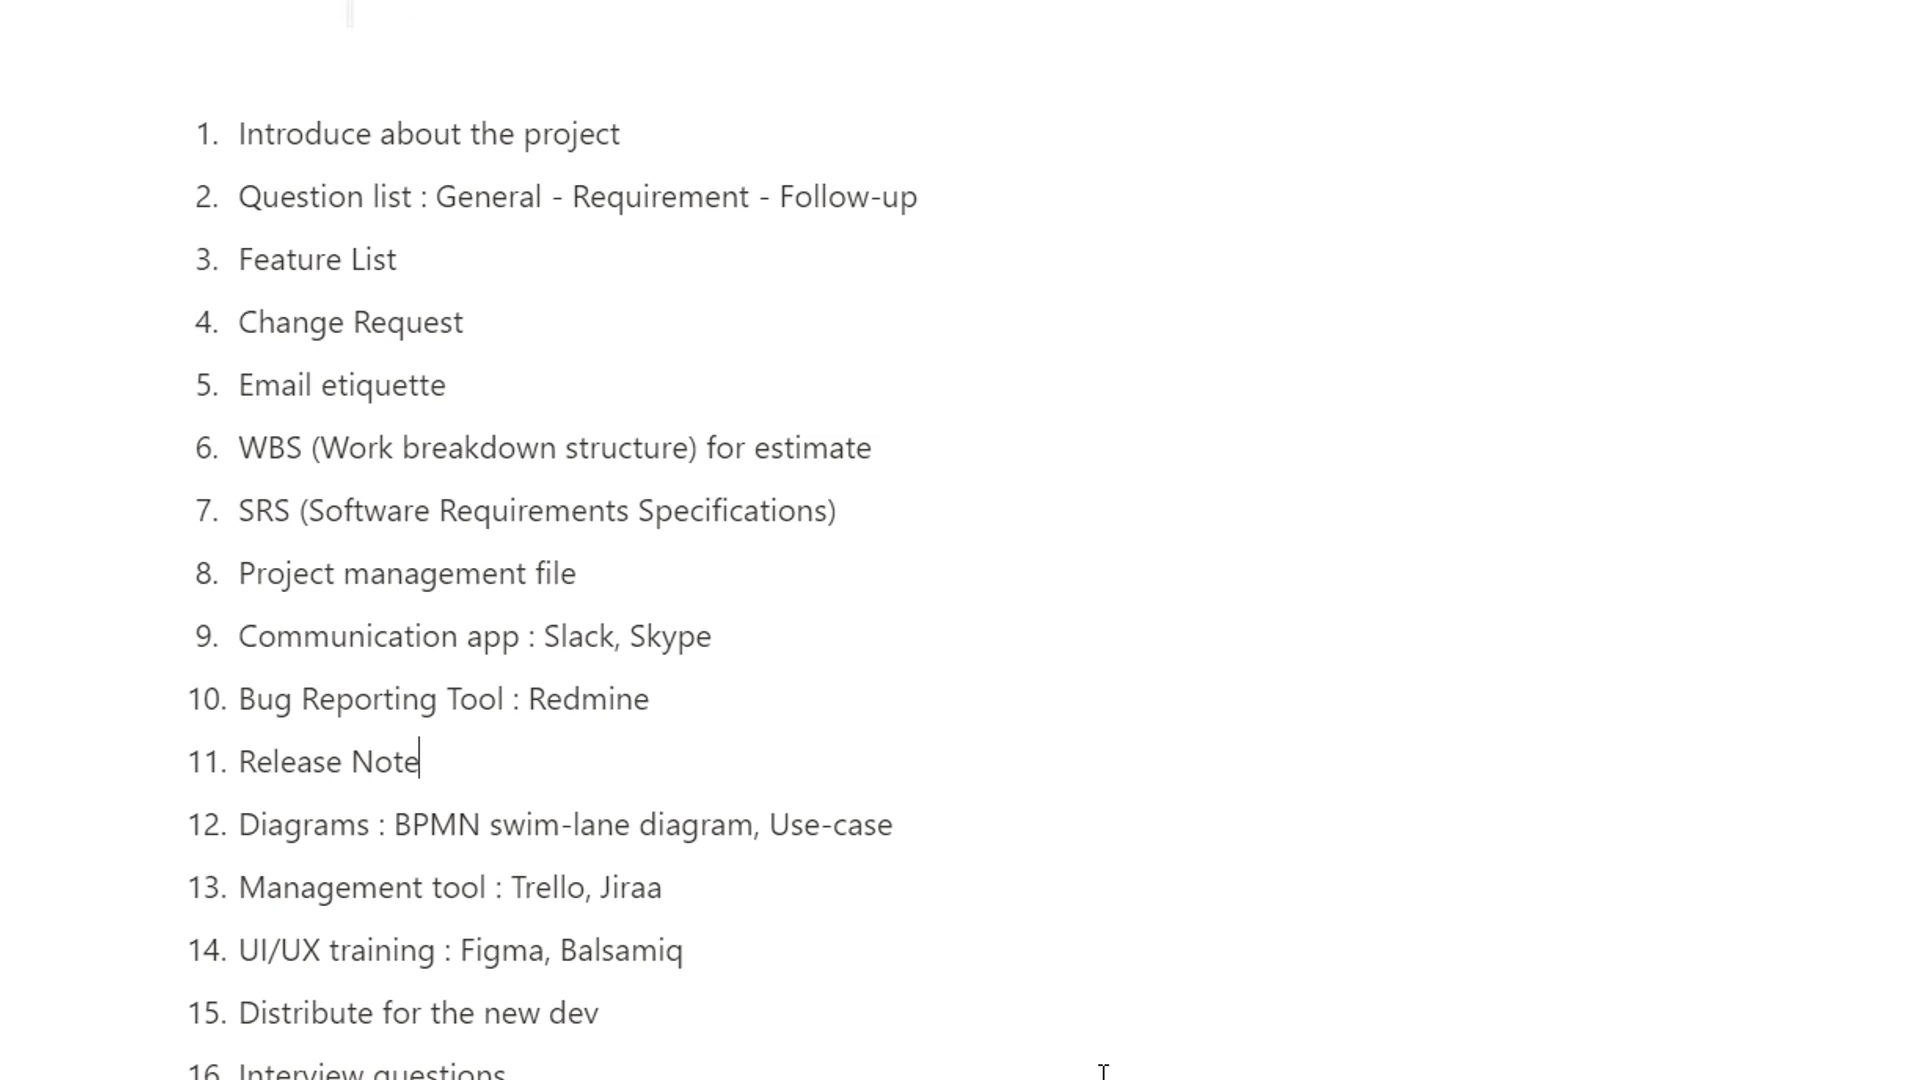 1. Introduce about the project
2. Question list : General - Requirement - Follow-up
3. Feature List
4. Change Request
5. Email etiquette
6. WBS (Work breakdown structure) for estimate
7. SRS (Software Requirements Specifications)
8. Project management file
9. Communication app : Slack, Skype
10. Bug Reporting Tool : Redmine
11. Release Note
12. Diagrams : BPMN swim-lane diagram, Use-case
13. Management tool : Trello, Jiraa
14. UI/UX training : Figma, Balsamiq
15. Distribute for the new dev
16. Interview questions